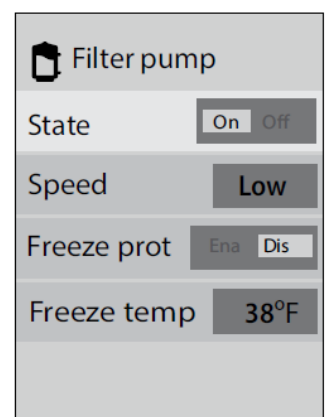 Filter pump
State On Off
Speed Low
Freeze prot Ena Dis
Freeze temp 38°F